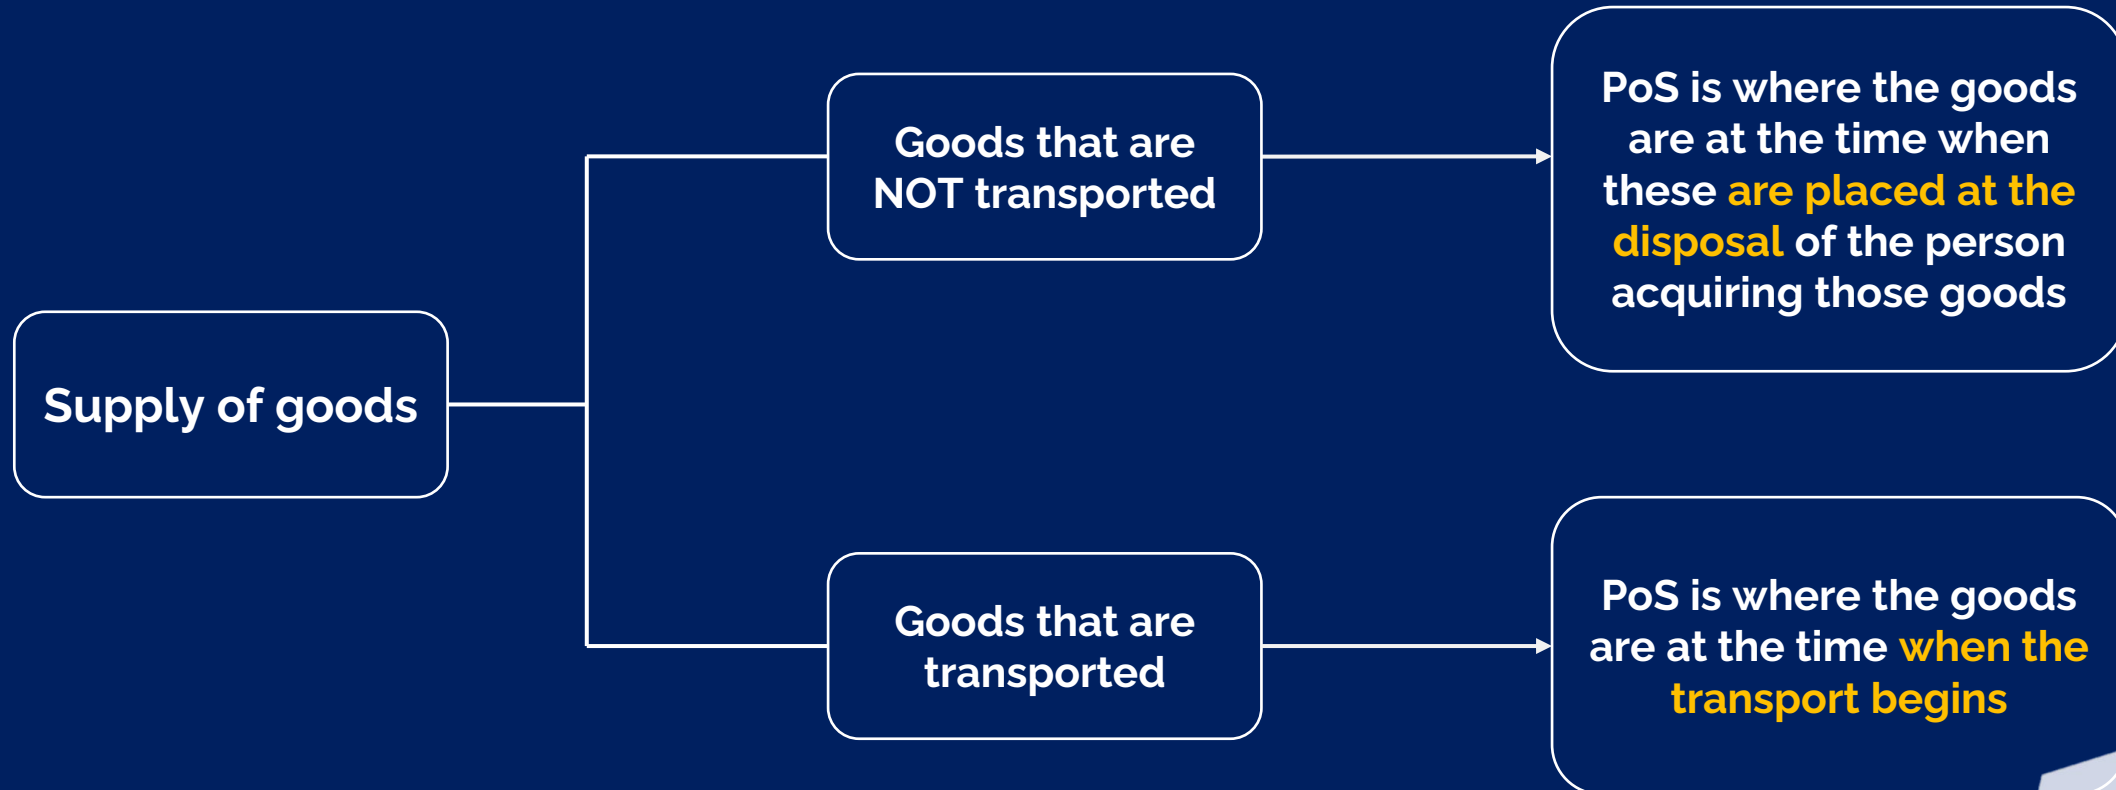 Supply of goods
Goods that are
NOT transported
PoS is where the goods
are at the time when
these are placed at the
disposal of the person
acquiring those goods
Goods that are
transported
PoS is where the goods
are at the time when the
transport begins